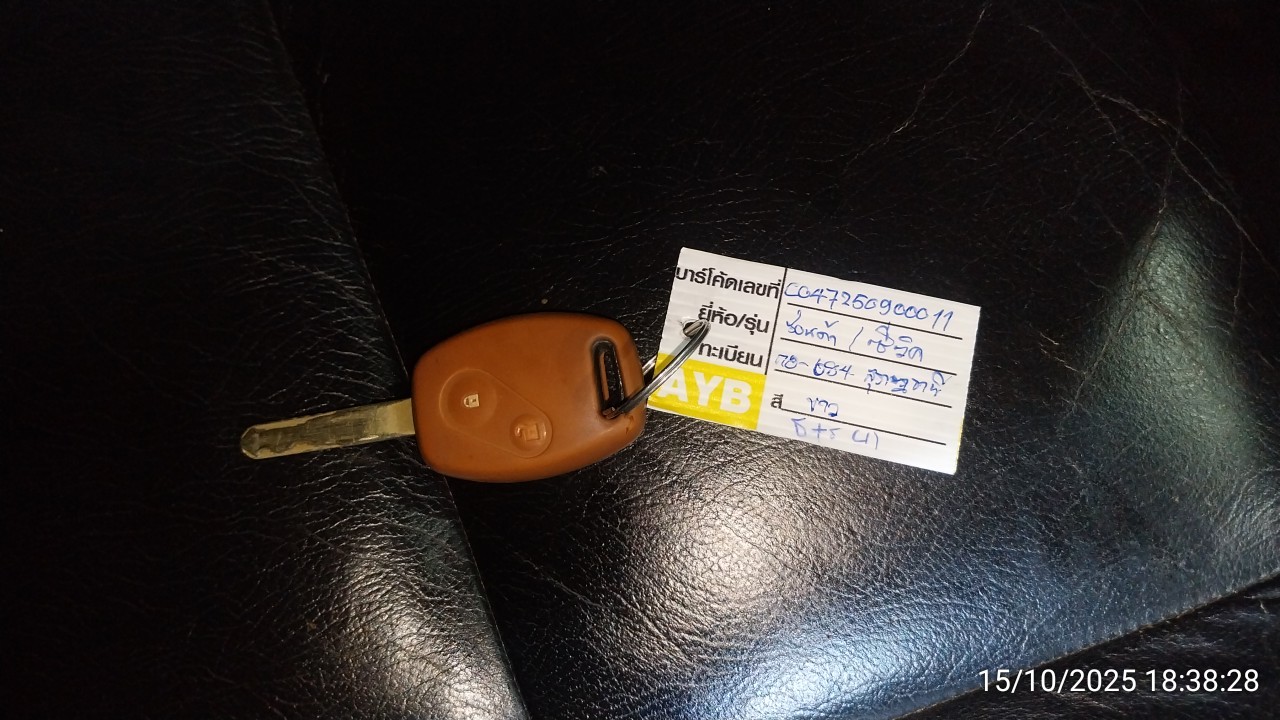 บาร์โค้ดเลขที่ C047250900011
ยี่ห้อ/รุ่น ฮอนด้า / ซีวิค
ทะเบียน
AYB สี ขาว
15/10/2025 18:38:28